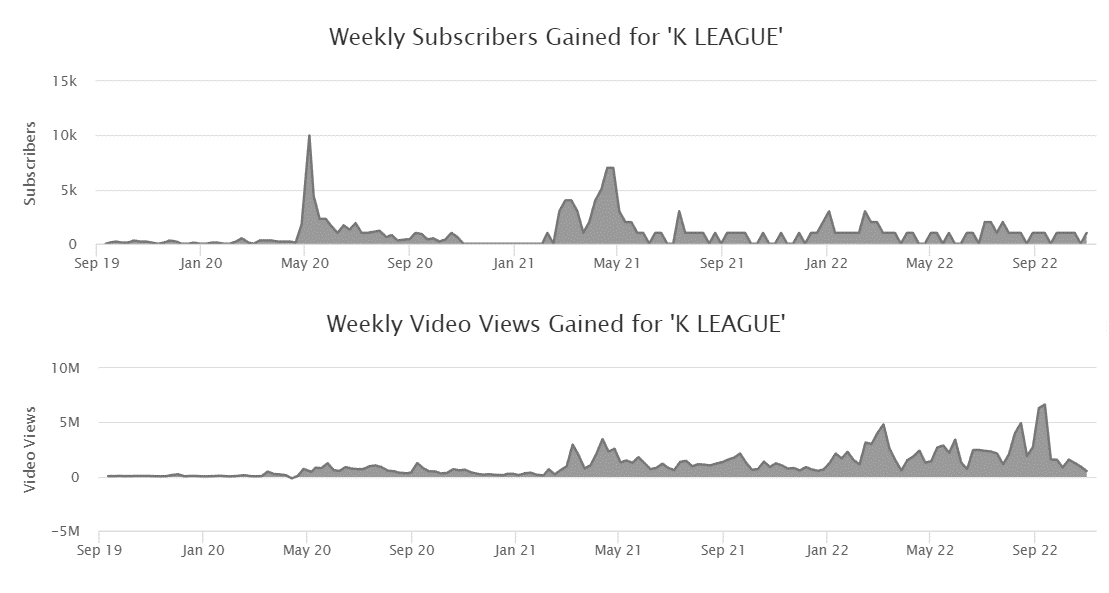 Weekly Subscribers Gained for 'K LEAGUE'
15k
10k
5k
0
Subscribers
Sep 19 Jan 20 May 20 Sep 20 Jan 21 May 21 Sep 21 Jan 22 May 22 Sep 22
Weekly Video Views Gained for 'K LEAGUE'
10M
5M
0
−5M
Video Views
Sep 19 Jan 20 May 20 Sep 20 Jan 21 May 21 Sep 21 Jan 22 May 22 Sep 22